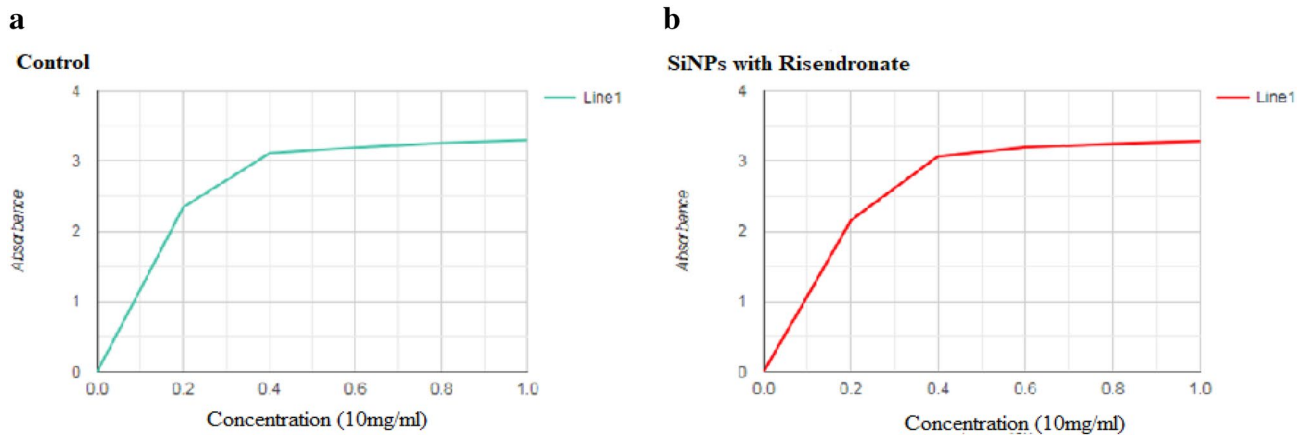 a
Control
4
3
2
1
0
Absorbance
0.0 0.2 0.4 0.6 0.8 1.0
Concentration (10mg/ml)
Line1
b
SiNPs with Risendronate
4
3
2
1
0
Absorbance
0.0 0.2 0.4 0.6 0.8 1.0
Concentration (10mg/ml)
Line1